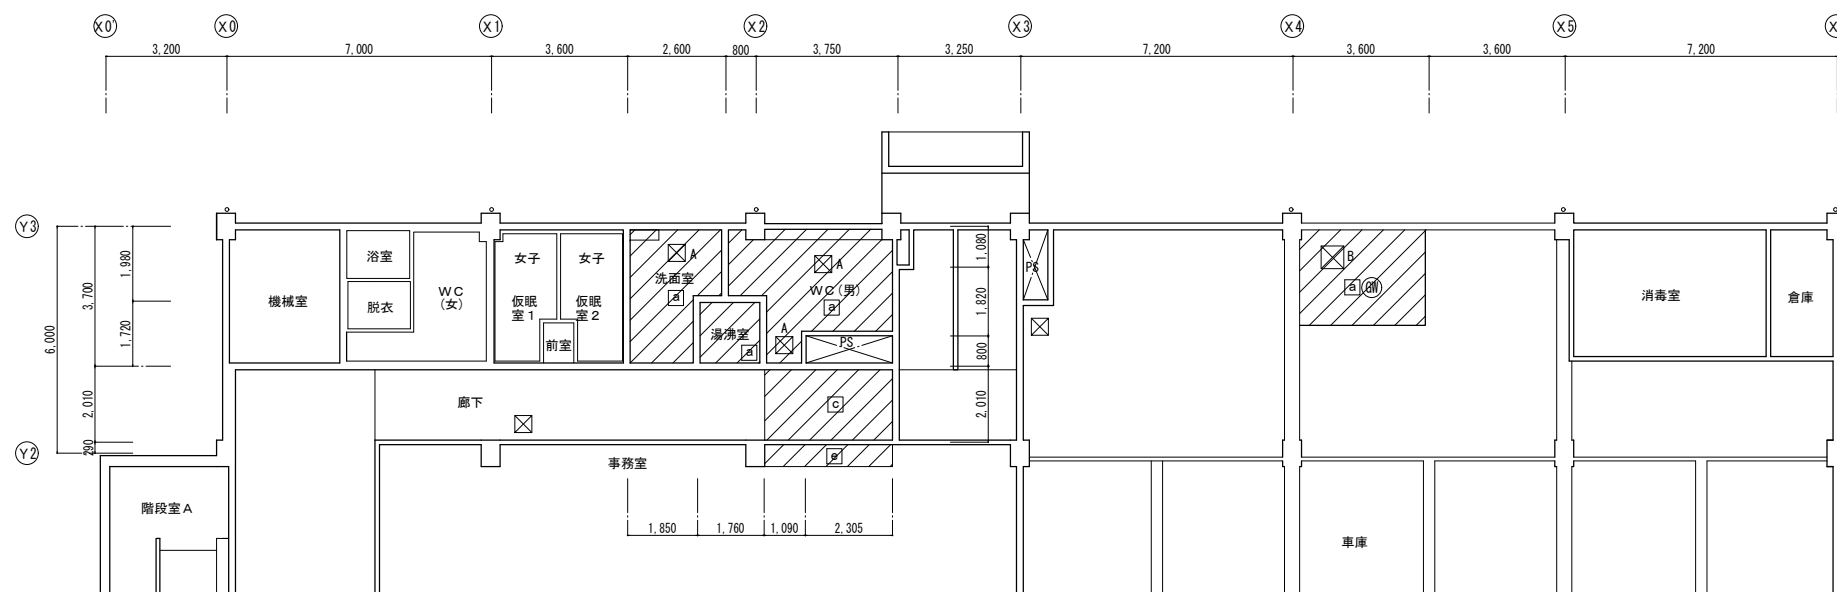 X0' X0 X1 X2 X3 X4 X5
3,200 7,000 3,600 2,600 800 3,750 3,250 7,200 3,600 3,600 7,200
Y3
Y2
6,000
3,700
2,010
290
1,980
1,720
機械室
浴室
脱衣
WC
(女)
女子
仮眠
室1
女子
仮眠
室2
前室
A
洗面室
a
湯沸室
a
A
WC(男)
a
A
PS
1,080
1,820
800
2,010
PS
B
a GW
消毒室
倉庫
廊下
c
e
事務室
階段室A
1,850 1,760 1,090 2,305
車庫